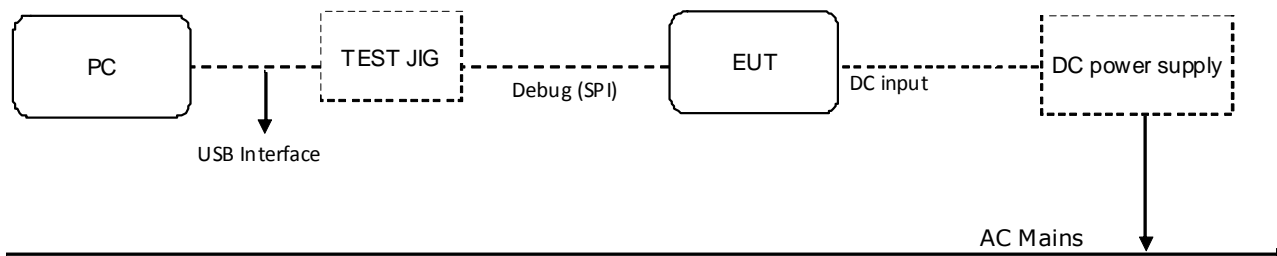 PC
TEST JIG
EUT
DC power supply
Debug (SPI)
DC input
USB Interface
AC Mains